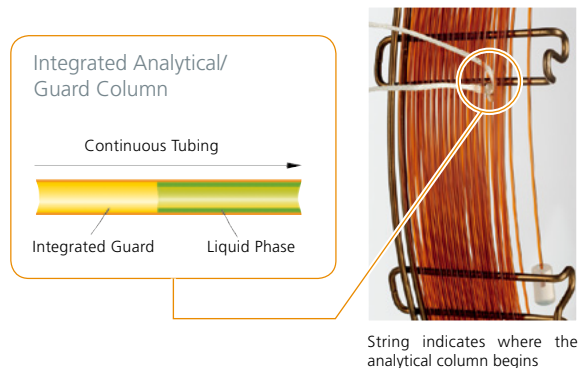 Integrated Analytical/
Guard Column
Continuous Tubing
Integrated Guard
Liquid Phase
String indicates where the
analytical column begins